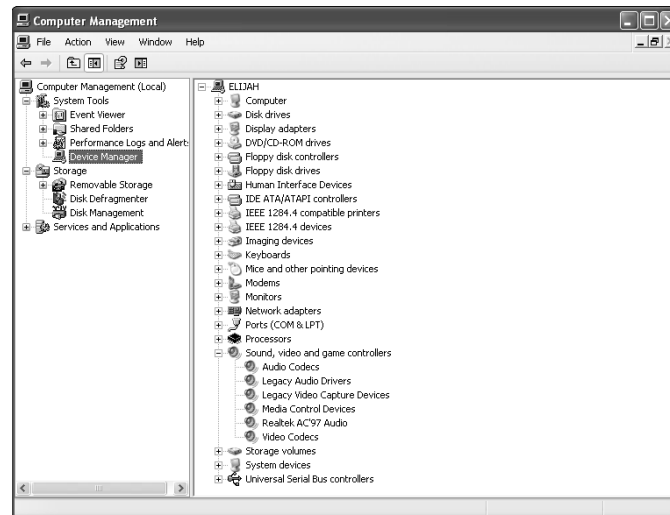 Computer Management
File Action View Window Help
Computer Management (Local)
System Tools
Event Viewer
Shared Folders
Performance Logs and Alert
Device Manager
Storage
Removable Storage
Disk Defragmenter
Disk Management
Services and Applications
ELIJAH
Computer
Disk drives
Display adapters
DVD/CD-ROM drives
Floppy disk controllers
Floppy disk drives
Human Interface Devices
IDE ATA/ATAPI controllers
IEEE 1284.4 compatible printers
IEEE 1284.4 devices
Imaging devices
Keyboards
Mice and other pointing devices
Modems
Monitors
Network adapters
Ports (COM & LPT)
Processors
Sound, video and game controllers
Audio Codecs
Legacy Audio Drivers
Legacy Video Capture Devices
Media Control Devices
Realtek AC'97 Audio
Video Codecs
Storage volumes
System devices
Universal Serial Bus controllers